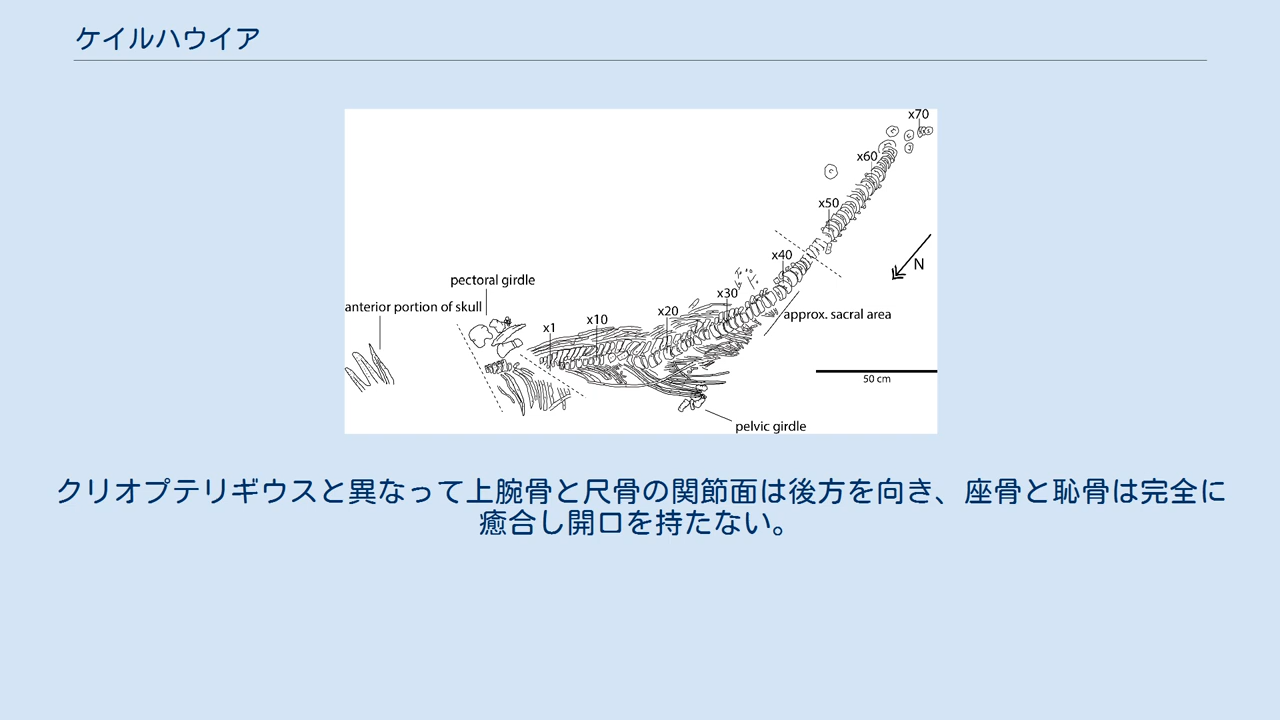 ケイルハウイア
x70
x60
x50
x40
N
pectoral girdle
x30
anterior portion of skull
x20
approx. sacral area
x10
x1
50 cm
pelvic girdle
クリオプテリギウスと異なって上腕骨と尺骨の関節面は後方を向き、座骨と恥骨は完全に
癒合し開口を持たない。